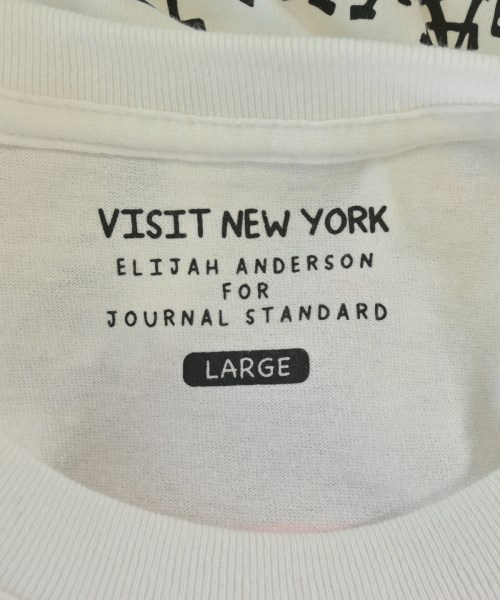 VISIT NEW YORK
ELIJAH ANDERSON
FOR
JOURNAL STANDARD
LARGE